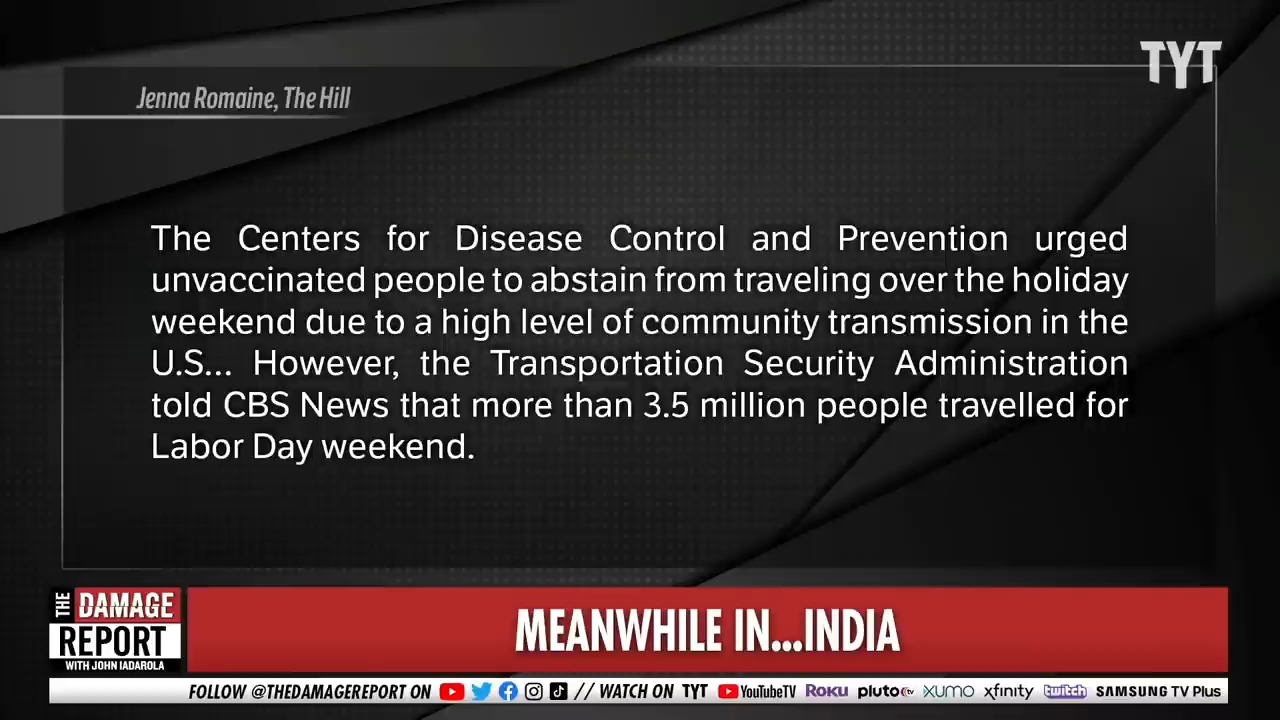 TYT
Jenna Romaine, The Hill
The Centers for Disease Control and Prevention urged
unvaccinated people to abstain from traveling over the holiday
weekend due to a high level of community transmission in the
U.S... However, the Transportation Security Administration
told CBS News that more than 3.5 million people travelled for
Labor Day weekend.
THE DAMAGE
REPORT
WITH JOHN IADAROLA
MEANWHILE IN...INDIA
FOLLOW @THEDAMAGEREPORT ON // WATCH ON TYT YouTubeTV Roku pluto tv XUMO xfinity twitch SAMSUNG TV Plus